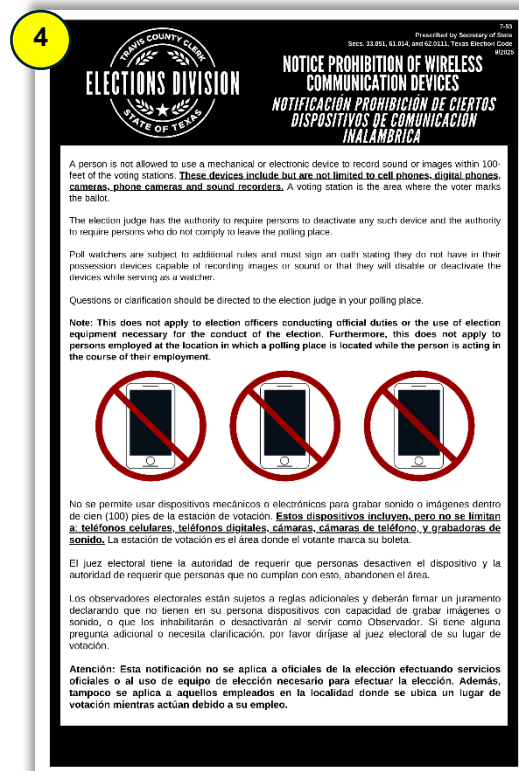 4
7-53
Prescribed by Secretary of State
Secs. 33.051, 61.014, and 62.0111, Texas Election Code
9/2025
TRAVIS COUNTY CLERK
ELECTIONS DIVISION
STATE OF TEXAS
NOTICE PROHIBITION OF WIRELESS
COMMUNICATION DEVICES
NOTIFICACIÓN PROHIBICIÓN DE CIERTOS
DISPOSITIVOS DE COMUNICACIÓN
INALÁMBRICA
A person is not allowed to use a mechanical or electronic device to record sound or images within 100-
feet of the voting stations. These devices include but are not limited to cell phones, digital phones,
cameras, phone cameras and sound recorders. A voting station is the area where the voter marks
the ballot.
The election judge has the authority to require persons to deactivate any such device and the authority
to require persons who do not comply to leave the polling place.
Poll watchers are subject to additional rules and must sign an oath stating they do not have in their
possession devices capable of recording images or sound or that they will disable or deactivate the
devices while serving as a watcher.
Questions or clarification should be directed to the election judge in your polling place.
Note: This does not apply to election officers conducting official duties or the use of election
equipment necessary for the conduct of the election. Furthermore, this does not apply to
persons employed at the location in which a polling place is located while the person is acting in
the course of their employment.
No se permite usar dispositivos mecánicos o electrónicos para grabar sonido o imágenes dentro
de cien (100) pies de la estación de votación. Estos dispositivos incluyen, pero no se limitan
a: teléfonos celulares, teléfonos digitales, cámaras, cámaras de teléfono, y grabadoras de
sonido. La estación de votación es el área donde el votante marca su boleta.
El juez electoral tiene la autoridad de requerir que personas desactiven el dispositivo y la
autoridad de requerir que personas que no cumplan con esto, abandonen el área.
Los observadores electorales están sujetos a reglas adicionales y deberán firmar un juramento
declarando que no tienen en su persona dispositivos con capacidad de grabar imágenes o
sonido, o que los inhabilitarán o desactivarán al servir como Observador. Si tiene alguna
pregunta adicional o necesita clarificación, por favor diríjase al juez electoral de su lugar de
votación.
Atención: Esta notificación no se aplica a oficiales de la elección efectuando servicios
oficiales o al uso de equipo de elección necesario para efectuar la elección. Además,
tampoco se aplica a aquellos empleados en la localidad donde se ubica un lugar de
votación mientras actúan debido a su empleo.